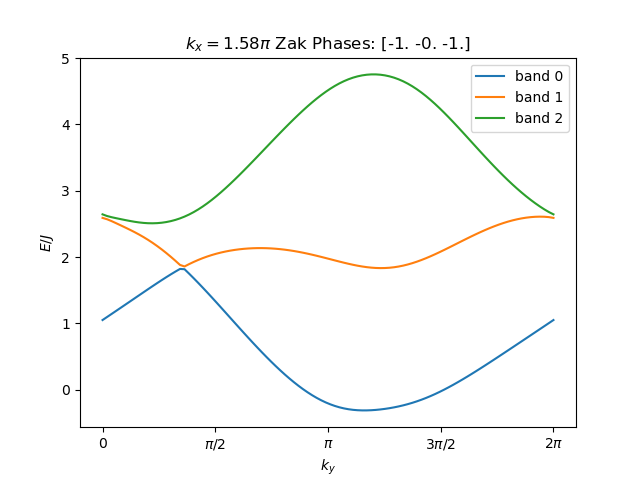 $k_x = 1.58\pi$ Zak Phases: [-1. -0. -1.]
5
4
3
2
1
0
E/J
band 0
band 1
band 2
0
π/2
π
3π/2
2π
$k_y$